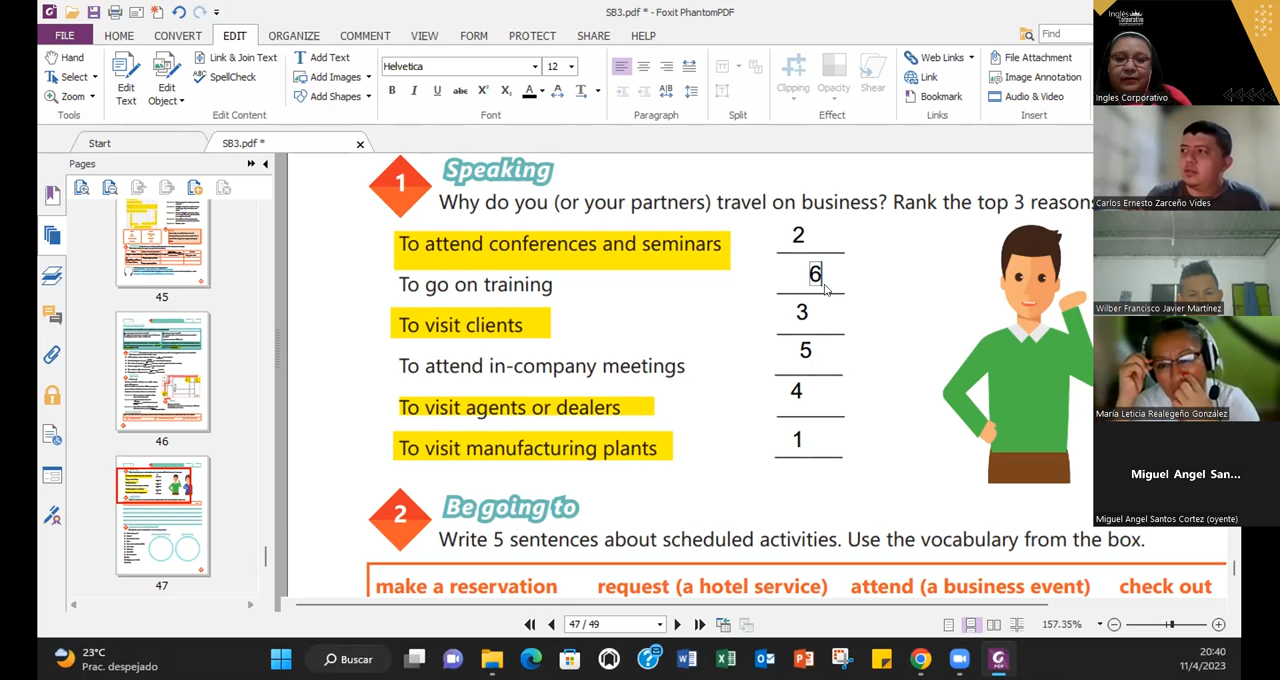 SB3.pdf * - Foxit PhantomPDF
FILE HOME CONVERT EDIT ORGANIZE COMMENT VIEW FORM PROTECT SHARE HELP
Find
Hand
Select
Zoom
Tools
Edit Text
Edit Object
Link & Join Text
SpellCheck
Edit Content
Add Text
Add Images
Add Shapes
Helvetica 12
Font
Paragraph
Split
Clipping
Opacity
Shear
Effect
Web Links
Link
Bookmark
Links
File Attachment
Image Annotation
Audio & Video
Insert
Start
SB3.pdf *
Pages
45
46
47
1 Speaking
Why do you (or your partners) travel on business? Rank the top 3 reasons
To attend conferences and seminars 2
To go on training 6
To visit clients 3
To attend in-company meetings 5
To visit agents or dealers 4
To visit manufacturing plants 1
2 Be going to
Write 5 sentences about scheduled activities. Use the vocabulary from the box.
make a reservation request (a hotel service) attend (a business event) check out
47 / 49
157.35%
Inglés Corporativo
Ingles Corporativo
Carlos Ernesto Zarceño Vides
Wilber Francisco Javier Martínez
María Leticia Realegeño González
Miguel Angel San...
Miguel Angel Santos Cortez (oyente)
23°C
Prac. despejado
Buscar
20:40
11/4/2023